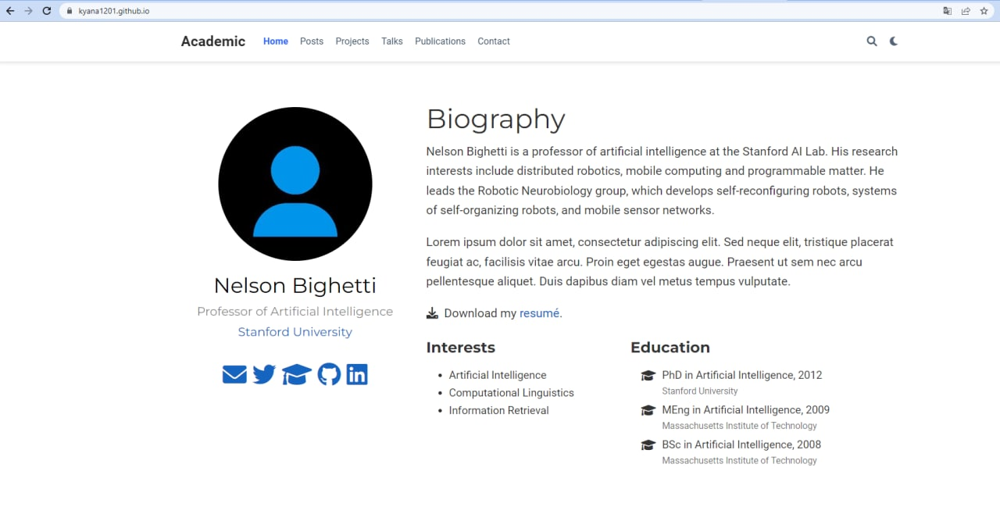 kyana1201.github.io
Academic Home Posts Projects Talks Publications Contact
Nelson Bighetti
Professor of Artificial Intelligence
Stanford University
Biography
Nelson Bighetti is a professor of artificial intelligence at the Stanford AI Lab. His research
interests include distributed robotics, mobile computing and programmable matter. He
leads the Robotic Neurobiology group, which develops self-reconfiguring robots, systems
of self-organizing robots, and mobile sensor networks.
Lorem ipsum dolor sit amet, consectetur adipiscing elit. Sed neque elit, tristique placerat
feugiat ac, facilisis vitae arcu. Proin eget egestas augue. Praesent ut sem nec arcu
pellentesque aliquet. Duis dapibus diam vel metus tempus vulputate.
Download my resumé.
Interests
Artificial Intelligence
Computational Linguistics
Information Retrieval
Education
PhD in Artificial Intelligence, 2012
Stanford University
MEng in Artificial Intelligence, 2009
Massachusetts Institute of Technology
BSc in Artificial Intelligence, 2008
Massachusetts Institute of Technology